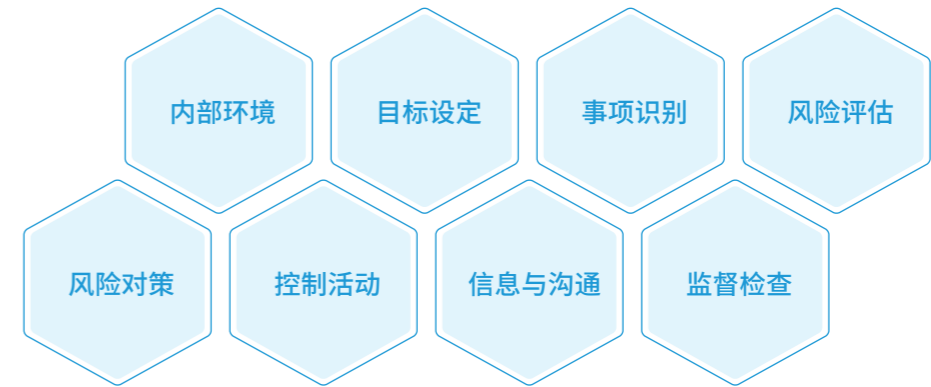 内部环境
目标设定
事项识别
风险评估
风险对策
控制活动
信息与沟通
监督检查